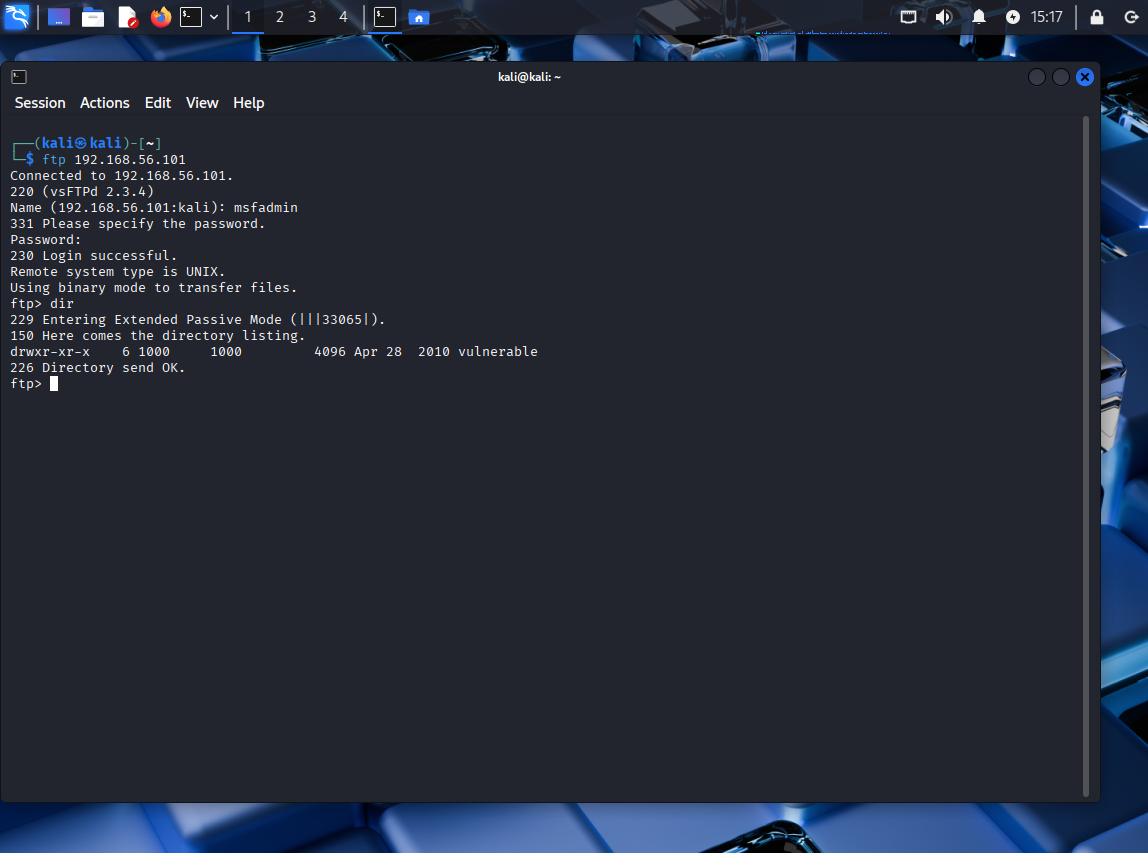 1 2 3 4
15:17
kali@kali: ~
Session Actions Edit View Help
┌──(kali㉿kali)-[~]
└─$ ftp 192.168.56.101
Connected to 192.168.56.101.
220 (vsFTPd 2.3.4)
Name (192.168.56.101:kali): msfadmin
331 Please specify the password.
Password:
230 Login successful.
Remote system type is UNIX.
Using binary mode to transfer files.
ftp> dir
229 Entering Extended Passive Mode (|||33065|).
150 Here comes the directory listing.
drwxr-xr-x    6 1000     1000         4096 Apr 28  2010 vulnerable
226 Directory send OK.
ftp>